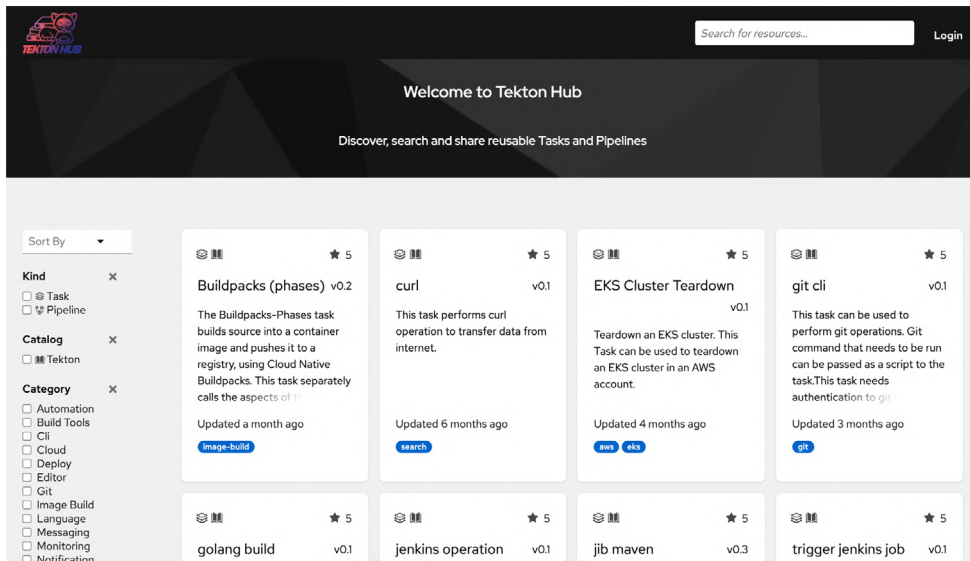 TEKTON HUB
Search for resources...
Login
Welcome to Tekton Hub
Discover, search and share reusable Tasks and Pipelines
Sort By
Kind
Task
Pipeline
Catalog
Tekton
Category
Automation
Build Tools
Cli
Cloud
Deploy
Editor
Git
Image Build
Language
Messaging
Monitoring
Notification
5
Buildpacks (phases) v0.2
The Buildpacks-Phases task
builds source into a container
image and pushes it to a
registry, using Cloud Native
Buildpacks. This task separately
calls the aspects of
Updated a month ago
image-build
5
curl v0.1
This task performs curl
operation to transfer data from
internet.
Updated 6 months ago
search
5
EKS Cluster Teardown
v0.1
Teardown an EKS cluster. This
Task can be used to teardown
an EKS cluster in an AWS
account.
Updated 4 months ago
aws eks
5
git cli v0.1
This task can be used to
perform git operations. Git
command that needs to be run
can be passed as a script to the
task.This task needs
authentication to git
Updated 3 months ago
git
5
golang build v0.1
5
jenkins operation v0.1
5
jib maven v0.3
5
trigger jenkins job v0.1